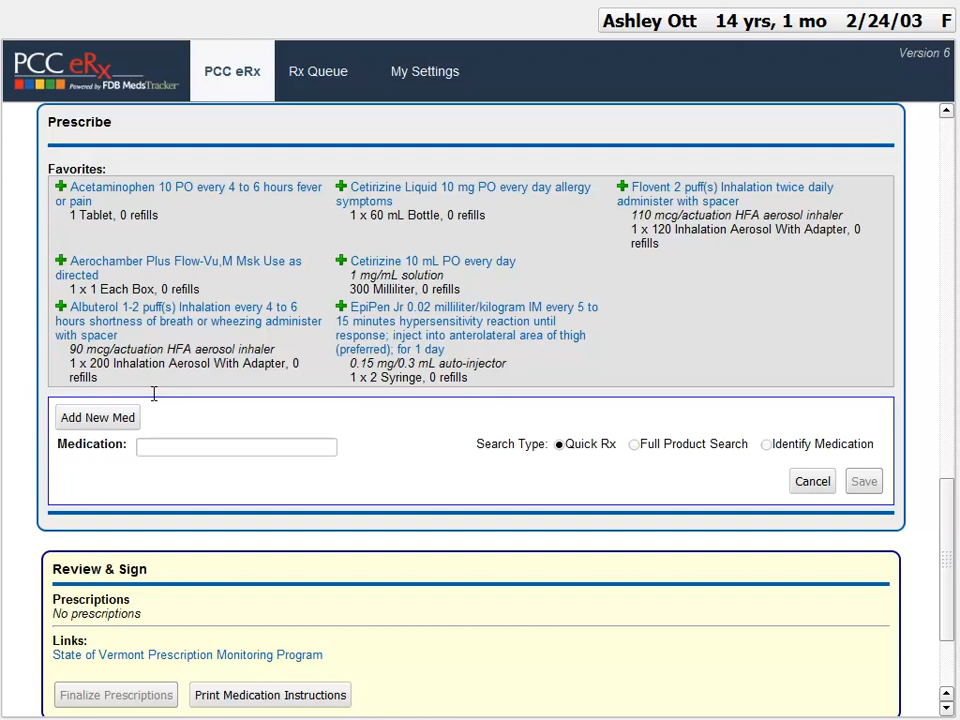 Ashley Ott 14 yrs, 1 mo 2/24/03 F
PCC eRx
Powered by FDB MedsTracker
PCC eRx Rx Queue My Settings
Version 6
Prescribe
Favorites:
Acetaminophen 10 PO every 4 to 6 hours fever
or pain
1 Tablet, 0 refills
Aerochamber Plus Flow-Vu,M Msk Use as
directed
1 x 1 Each Box, 0 refills
Albuterol 1-2 puff(s) Inhalation every 4 to 6
hours shortness of breath or wheezing administer
with spacer
90 mcg/actuation HFA aerosol inhaler
1 x 200 Inhalation Aerosol With Adapter, 0
refills
Cetirizine Liquid 10 mg PO every day allergy
symptoms
1 x 60 mL Bottle, 0 refills
Cetirizine 10 mL PO every day
1 mg/mL solution
300 Milliliter, 0 refills
EpiPen Jr 0.02 milliliter/kilogram IM every 5 to
15 minutes hypersensitivity reaction until
response; inject into anterolateral area of thigh
(preferred); for 1 day
0.15 mg/0.3 mL auto-injector
1 x 2 Syringe, 0 refills
Flovent 2 puff(s) Inhalation twice daily
administer with spacer
110 mcg/actuation HFA aerosol inhaler
1 x 120 Inhalation Aerosol With Adapter, 0
refills
Add New Med
Medication:
Search Type: Quick Rx Full Product Search Identify Medication
Cancel Save
Review & Sign
Prescriptions
No prescriptions
Links:
State of Vermont Prescription Monitoring Program
Finalize Prescriptions Print Medication Instructions